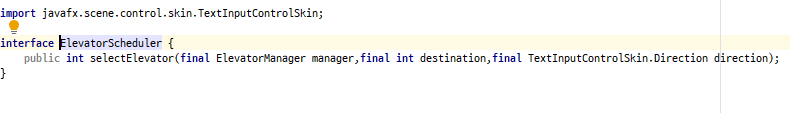 import javafx.scene.control.skin.TextInputControlSkin;
interface ElevatorScheduler {
public int selectElevator(final ElevatorManager manager,final int destination,final TextInputControlSkin.Direction direction);
}